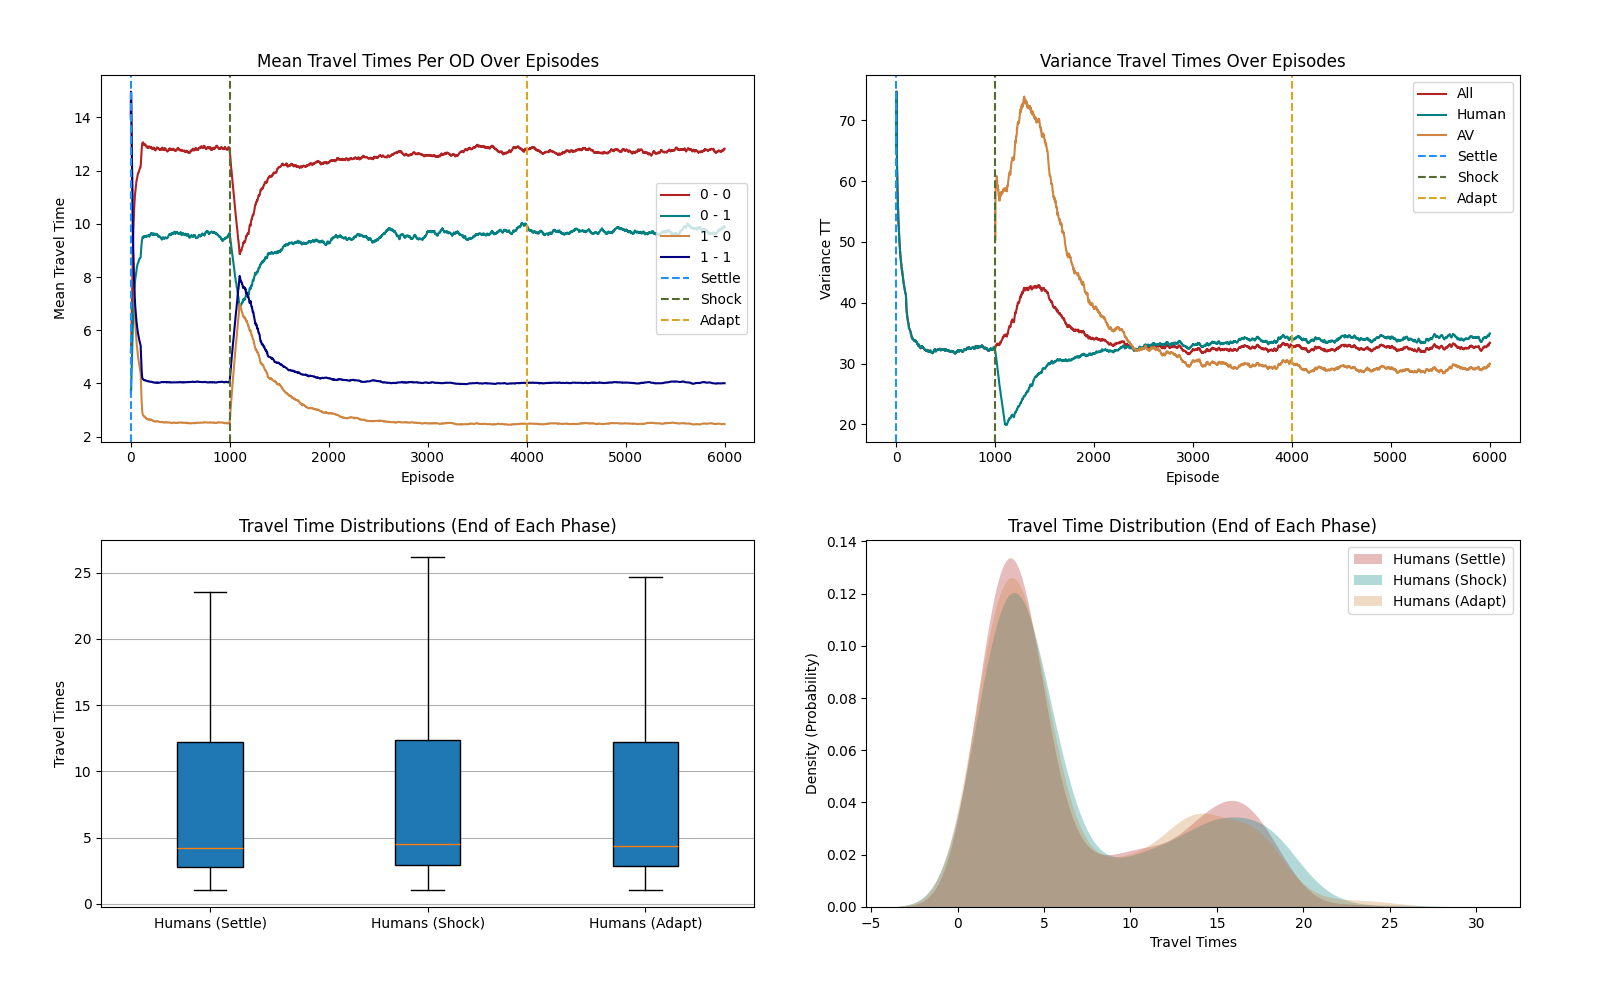 Mean Travel Times Per OD Over Episodes
Mean Travel Time
14
12
10
8
6
4
2
0 - 0
0 - 1
1 - 0
1 - 1
Settle
Shock
Adapt
0 1000 2000 3000 4000 5000 6000
Episode
Variance Travel Times Over Episodes
Variance TT
70
60
50
40
30
20
All
Human
AV
Settle
Shock
Adapt
0 1000 2000 3000 4000 5000 6000
Episode
Travel Time Distributions (End of Each Phase)
Travel Times
25
20
15
10
5
0
Humans (Settle) Humans (Shock) Humans (Adapt)
Travel Time Distribution (End of Each Phase)
Density (Probability)
0.14
0.12
0.10
0.08
0.06
0.04
0.02
0.00
Humans (Settle)
Humans (Shock)
Humans (Adapt)
−5 0 5 10 15 20 25 30
Travel Times